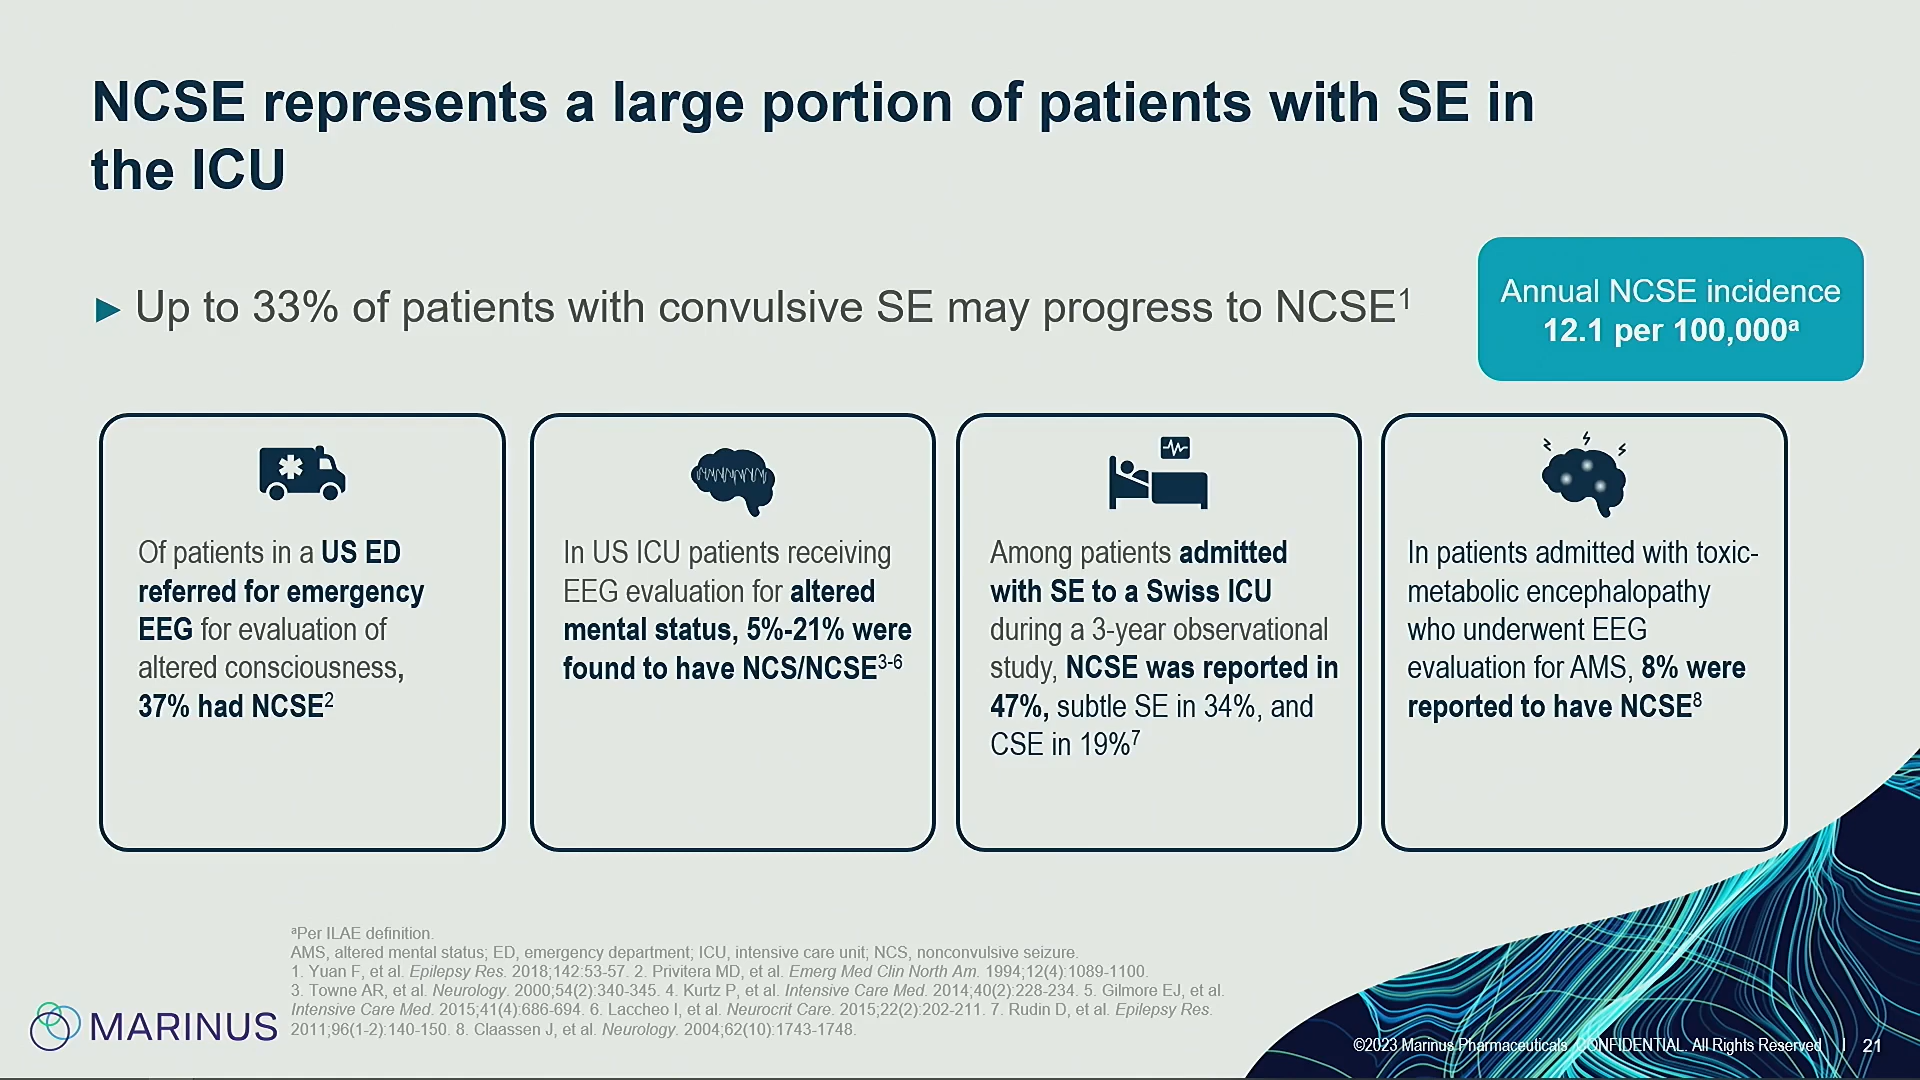 NCSE represents a large portion of patients with SE in
the ICU
► Up to 33% of patients with convulsive SE may progress to NCSE¹
Annual NCSE incidence
12.1 per 100,000ᵃ
Of patients in a US ED
referred for emergency
EEG for evaluation of
altered consciousness,
37% had NCSE²
In US ICU patients receiving
EEG evaluation for altered
mental status, 5%-21% were
found to have NCS/NCSE³⁻⁶
Among patients admitted
with SE to a Swiss ICU
during a 3-year observational
study, NCSE was reported in
47%, subtle SE in 34%, and
CSE in 19%⁷
In patients admitted with toxic-
metabolic encephalopathy
who underwent EEG
evaluation for AMS, 8% were
reported to have NCSE⁸
ᵃPer ILAE definition.
AMS, altered mental status; ED, emergency department; ICU, intensive care unit; NCS, nonconvulsive seizure.
1. Yuan F, et al. Epilepsy Res. 2018;142:53-57. 2. Privitera MD, et al. Emerg Med Clin North Am. 1994;12(4):1089-1100.
3. Towne AR, et al. Neurology. 2000;54(2):340-345. 4. Kurtz P, et al. Intensive Care Med. 2014;40(2):228-234. 5. Gilmore EJ, et al.
Intensive Care Med. 2015;41(4):686-694. 6. Laccheo I, et al. Neurocrit Care. 2015;22(2):202-211. 7. Rudin D, et al. Epilepsy Res.
2011;96(1-2):140-150. 8. Claassen J, et al. Neurology. 2004;62(10):1743-1748.
MARINUS
©2023 Marinus Pharmaceuticals. CONFIDENTIAL. All Rights Reserved | 21